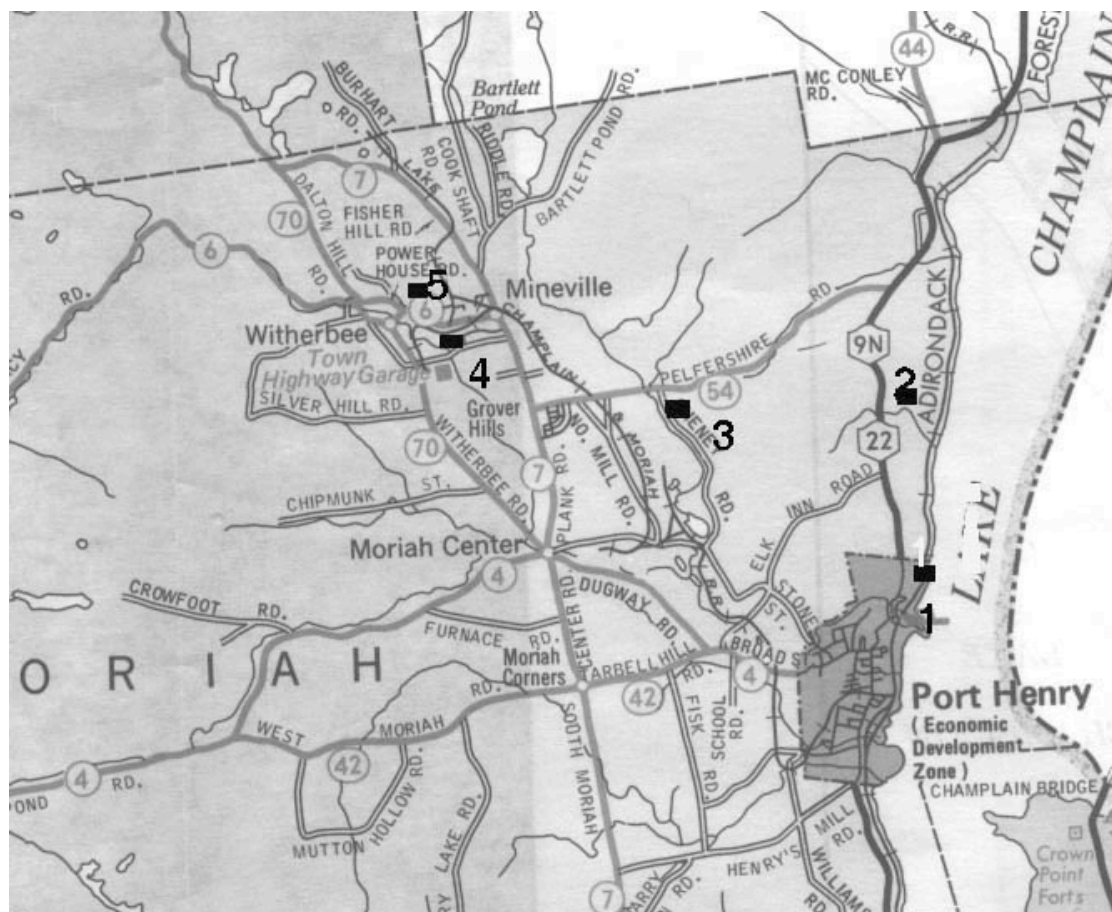 44
R.R.
FOREST
MC CONLEY
RD.
CHAMPLAIN
Bartlett
Pond
BURHART
RD.
LAKE
COOK SHAFT
RD
RIDDLE RD.
BARTLETT POND RD.
7
DALTON HILL
RD.
70
FISHER
HILL RD
6
POWER
HOUSE RD.
RD.
5
Mineville
6
CHAMPLAIN
Witherbee
Town
Highway Garage
4
SILVER HILL RD.
Grover
Hills
PELFERSHIRE
RD
54
9N
ADIRONDACK
2
22
3
RD.
NO. MILL RD.
& MORIAH
70
WITHERBEE RD.
7
PLANK RD.
CHIPMUNK ST.
ELK INN ROAD
LAKE
Moriah Center
4
DUGWAY
RD.
R.R.
STONE
ST.
1
1
CROWFOOT RD.
FURNACE RD.
CENTER RD.
Moriah
Corners
TARBELL HILL
RD.
42
BROAD ST.
4
ORIAH
WEST MORIAH RD.
42
4
POND RD.
MUTTON HOLLOW RD.
LAKE RD.
SOUTH MORIAH
FISK
RD.
SCHOOL
RD.
Port Henry
( Economic
Development
Zone )
CHAMPLAIN BRIDGE
HENRY'S MILL
RD.
WILLIAMS
7
RD.
Crown
Point
Forts